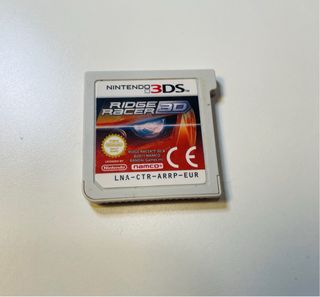 NINTENDO 3DS
RIDGE
RACER 3D
Nintendo
namco
CE
LNA-CTR-ARRP-EUR